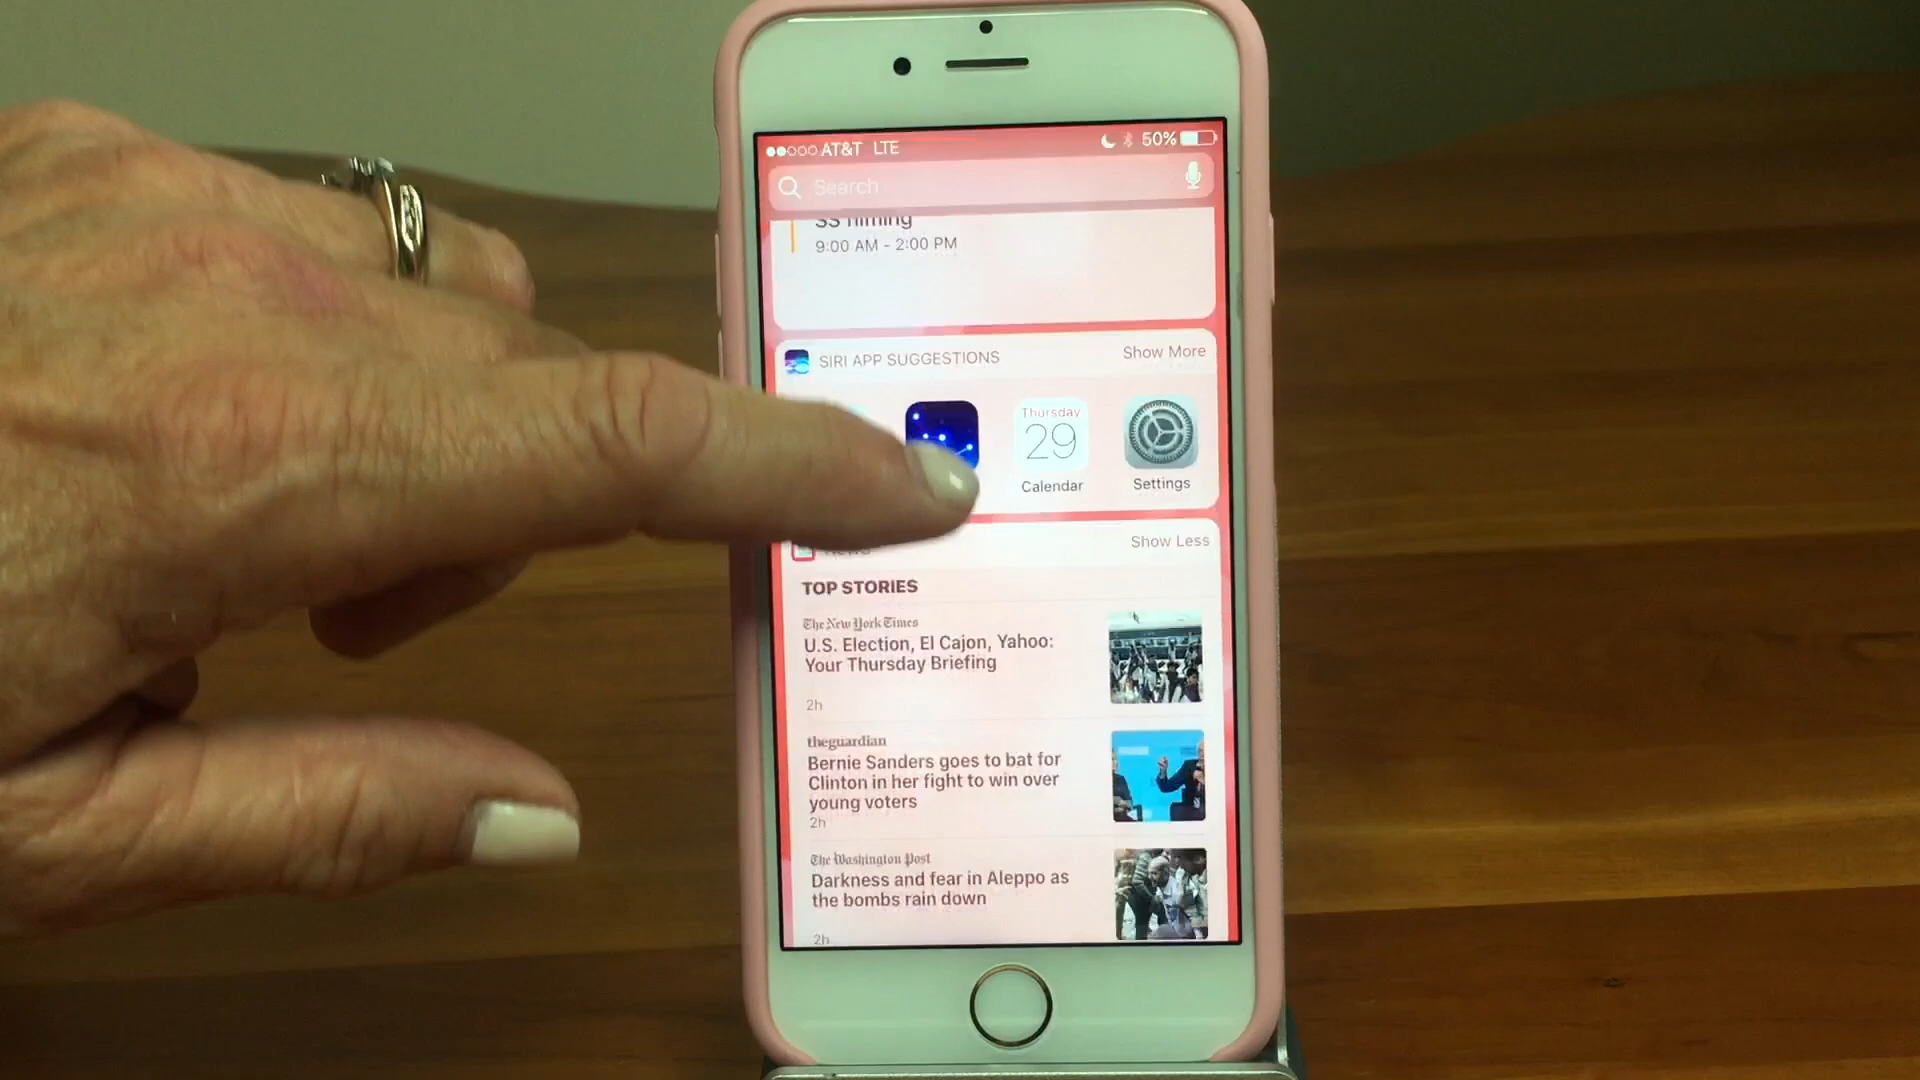 AT&T LTE 50%
Search
SS filming
9:00 AM - 2:00 PM
SIRI APP SUGGESTIONS Show More
Thursday
29
Calendar Settings
Show Less
TOP STORIES
The New York Times
U.S. Election, El Cajon, Yahoo:
Your Thursday Briefing
2h
theguardian
Bernie Sanders goes to bat for
Clinton in her fight to win over
young voters
2h
The Washington Post
Darkness and fear in Aleppo as
the bombs rain down
2h